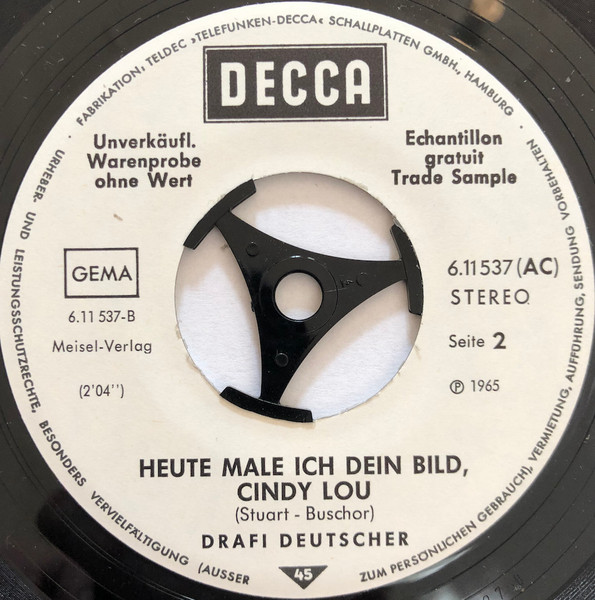 · FABRIKATION: TELDEC »TELEFUNKEN-DECCA« SCHALLPLATTEN GMBH., HAMBURG ·
URHEBER- UND LEISTUNGSSCHUTZRECHTE, BESONDERS VERVIELFÄLTIGUNG (AUSSER ZUM PERSÖNLICHEN GEBRAUCH), VERMIETUNG, AUFFÜHRUNG, SENDUNG VORBEHALTEN
DECCA
Unverkäufl.
Warenprobe
ohne Wert
Echantillon
gratuit
Trade Sample
GEMA
6.11 537-B
Meisel-Verlag
(2'04")
6.11537 (AC)
STEREO
Seite 2
℗ 1965
HEUTE MALE ICH DEIN BILD,
CINDY LOU
(Stuart - Buschor)
DRAFI DEUTSCHER
45